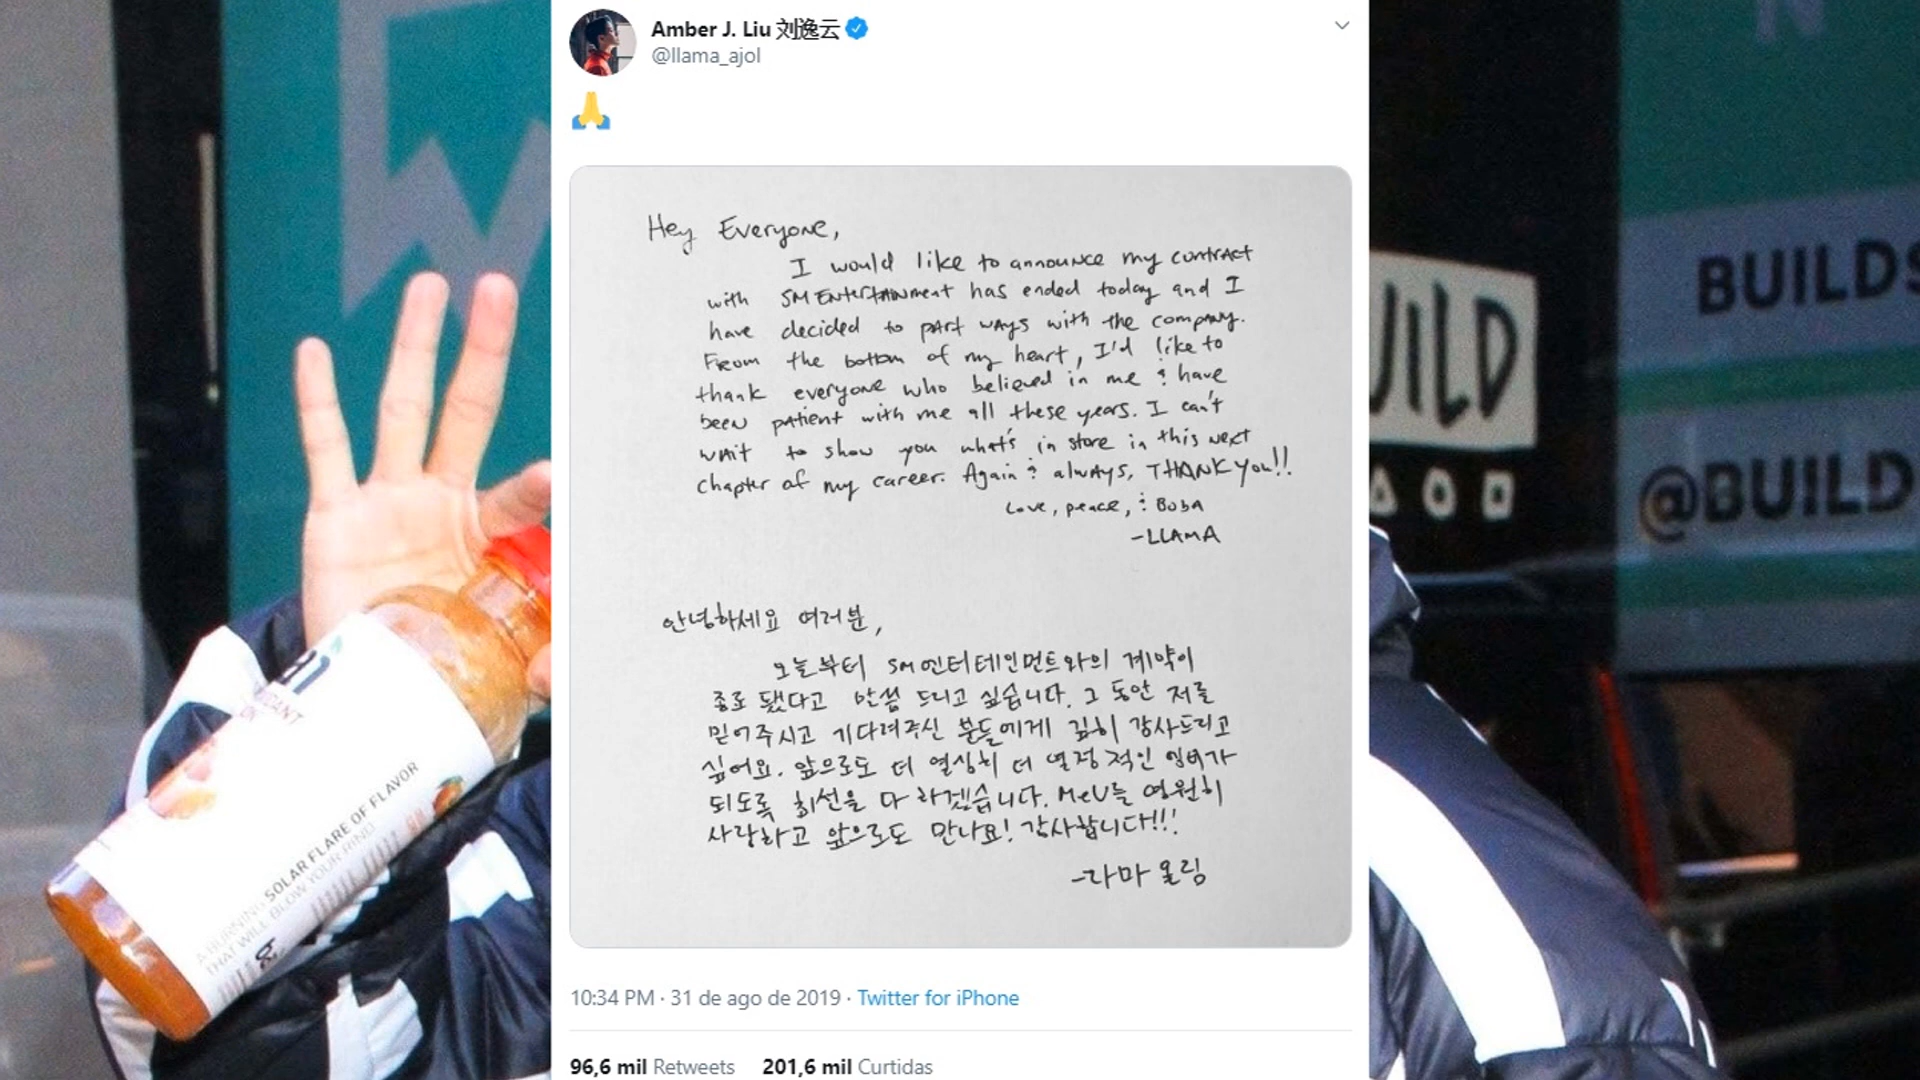 Amber J. Liu 刘逸云
@llama_ajol
Hey Everyone,
I would like to announce my contract
with SM Entertainment has ended today and I
have decided to part ways with the company.
From the bottom of my heart, I'd like to
thank everyone who believed in me & have
been patient with me all these years. I can't
wait to show you what's in store in this next
chapter of my career. Again & always, THANK YOU!!
Love, peace, & BOBA
-LLAMA
안녕하세요 여러분,
오늘부터 SM엔터테인먼트와의 계약이
종료 됐다고 말씀 드리고 싶습니다. 그 동안 저를
믿어주시고 기다려주신 분들에게 깊히 감사드리고
싶어요. 앞으로도 더 열심히 더 열정적인 엠버가
되도록 최선을 다 하겠습니다. MeU들 영원히
사랑하고 앞으로도 만나요! 감사합니다!!!
-라마 올림
10:34 PM · 31 de ago de 2019 · Twitter for iPhone
96,6 mil Retweets 201,6 mil Curtidas
A BURNING SOLAR FLARE OF FLAVOR
THAT WILL BLOW YOUR MIND
BUILDS
@BUILD
UILD